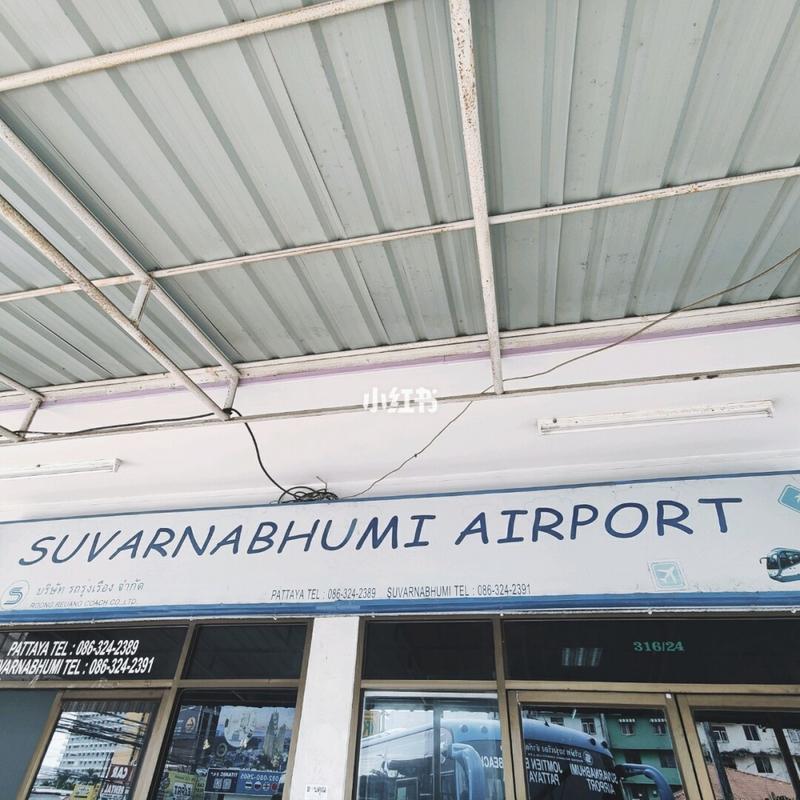 小红书
SUVARNABHUMI AIRPORT
บริษัท รถรุ่งเรือง จำกัด
ROONG REUANG COACH CO.,LTD.
PATTAYA TEL : 086-324-2389 SUVARNABHUMI TEL : 086-324-2391
PATTAYA TEL : 086-324-2389
UVARNABHUMI TEL : 086-324-2391
316/24
SUVARNABHUMI
AIRPORT
JOMTIEN
PATTAYA